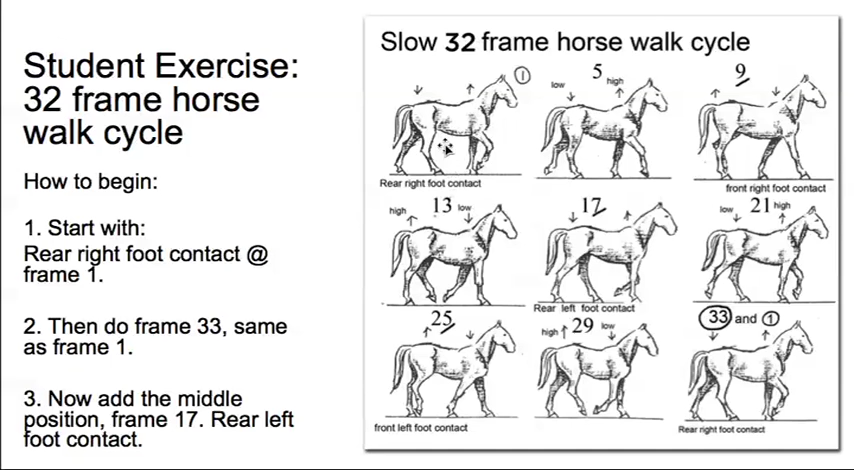 Student Exercise:
32 frame horse
walk cycle
How to begin:
1. Start with:
Rear right foot contact @
frame 1.
2. Then do frame 33, same
as frame 1.
3. Now add the middle
position, frame 17. Rear left
foot contact.
Slow 32 frame horse walk cycle
1
Rear right foot contact
low 5 high
9
front right foot contact
high 13 low
17
Rear left foot contact
low 21 high
25
front left foot contact
high 29 low
33 and 1
Rear right foot contact